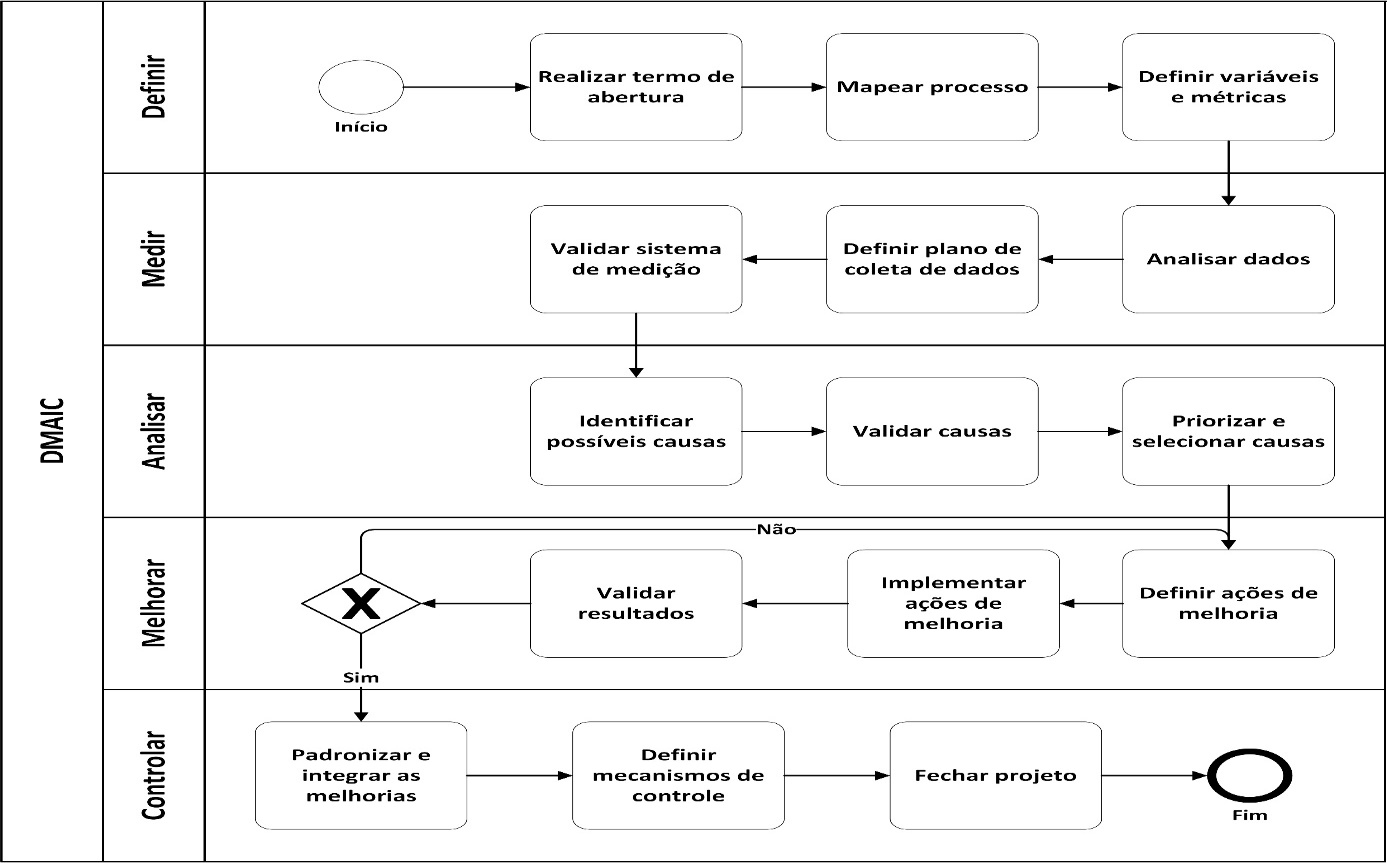 DMAIC
Definir
Início
Realizar termo de
abertura
Mapear processo
Definir variáveis
e métricas
Medir
Validar sistema
de medição
Definir plano de
coleta de dados
Analisar dados
Analisar
Identificar
possíveis causas
Validar causas
Priorizar e
selecionar causas
Melhorar
Não
Validar
resultados
Implementar
ações de
melhoria
Definir ações de
melhoria
Sim
Controlar
Padronizar e
integrar as
melhorias
Definir
mecanismos de
controle
Fechar projeto
Fim